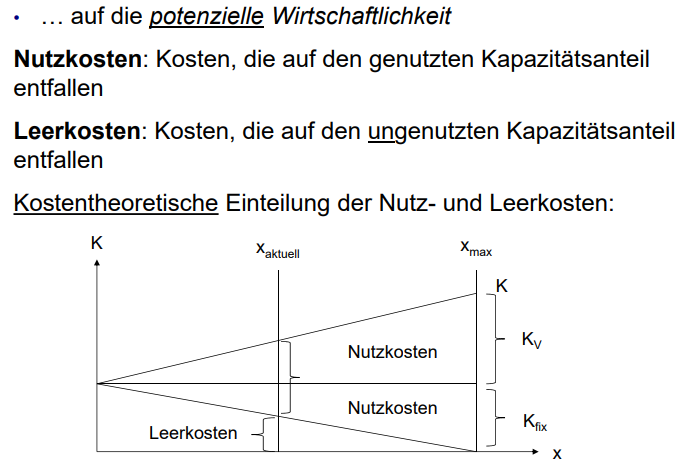 • … auf die potenzielle Wirtschaftlichkeit
Nutzkosten: Kosten, die auf den genutzten Kapazitätsanteil
entfallen
Leerkosten: Kosten, die auf den ungenutzten Kapazitätsanteil
entfallen
Kostentheoretische Einteilung der Nutz- und Leerkosten:
K
xaktuell
xmax
K
KV
Nutzkosten
Nutzkosten
Kfix
Leerkosten
x